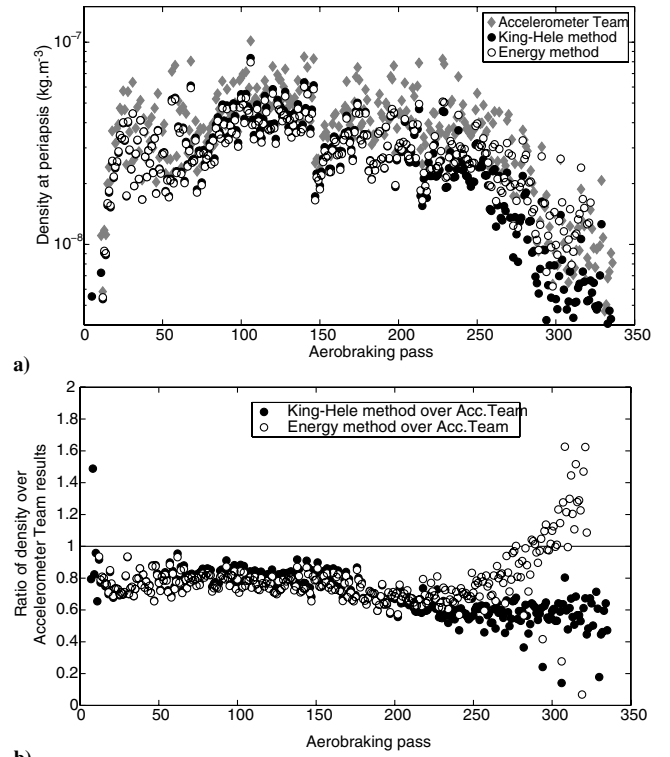 10⁻⁷
10⁻⁸
Density at periapsis (kg.m⁻³)
Accelerometer Team
King-Hele method
Energy method
0 50 100 150 200 250 300 350
Aerobraking pass
a)
2
1.8
1.6
1.4
1.2
1
0.8
0.6
0.4
0.2
0
Ratio of density over
Accelerometer Team results
King-Hele method over Acc.Team
Energy method over Acc.Team
0 50 100 150 200 250 300 350
Aerobraking pass
b)